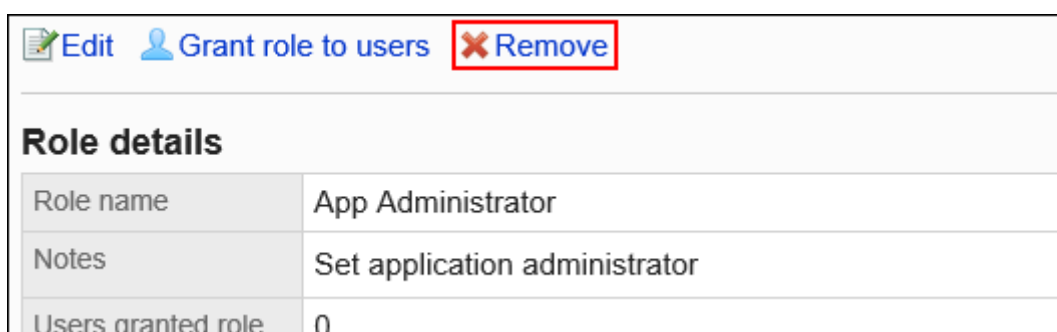 Edit Grant role to users Remove
Role details
Role name App Administrator
Notes Set application administrator
Users granted role 0